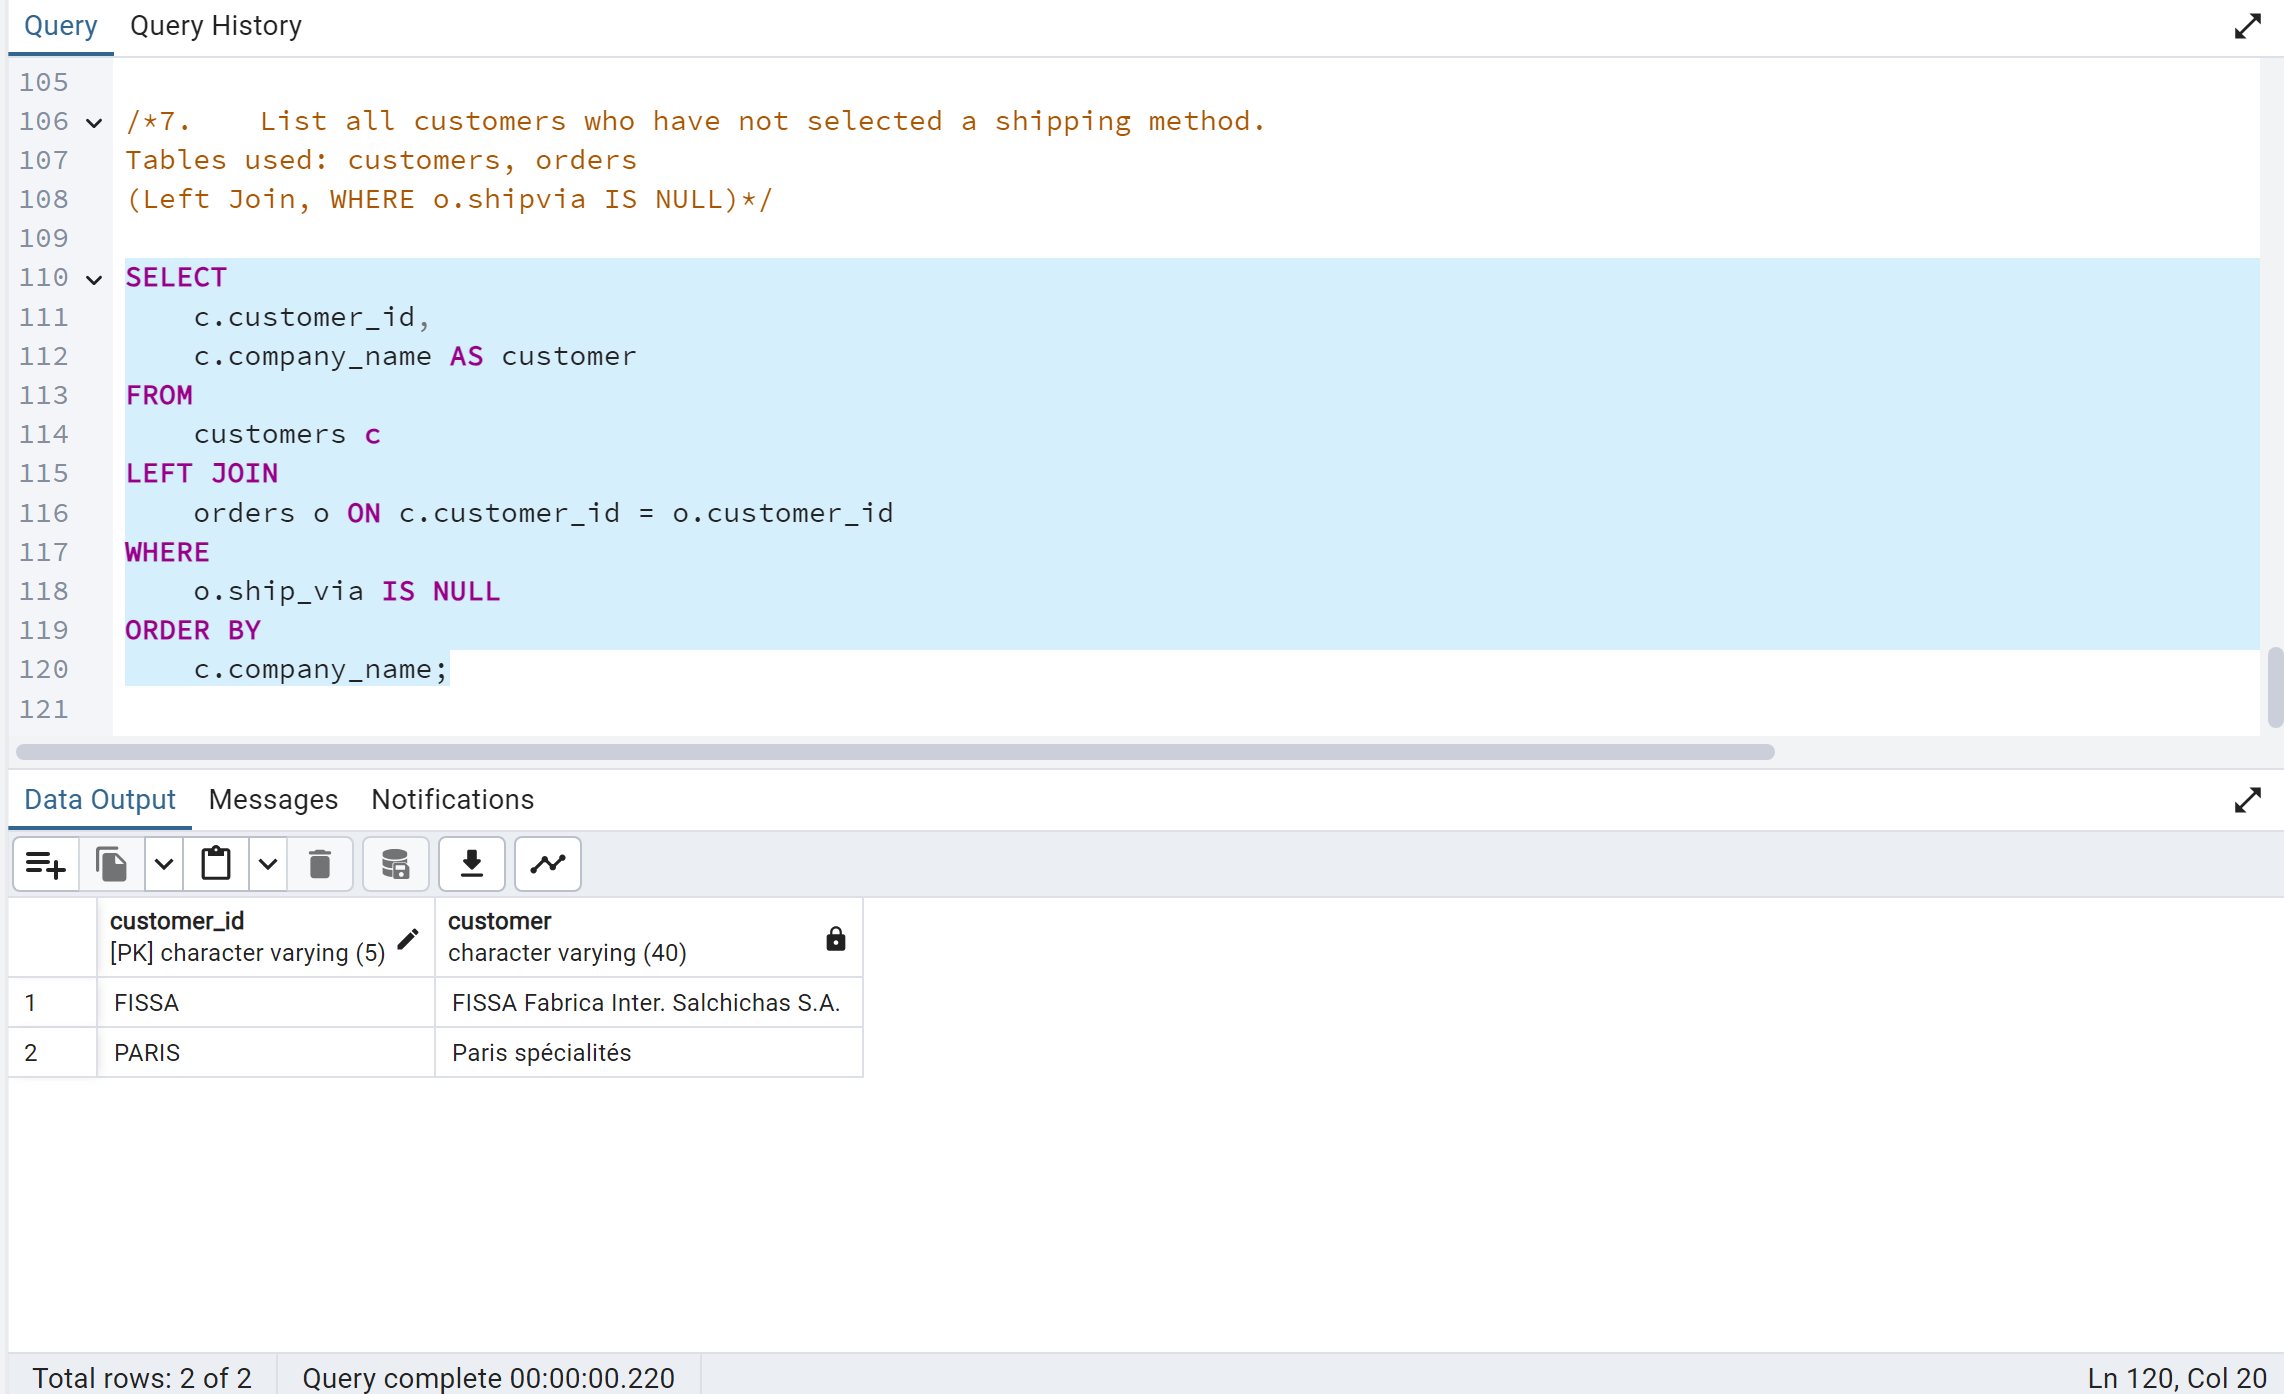 Query Query History
105
106 /*7.    List all customers who have not selected a shipping method.
107 Tables used: customers, orders
108 (Left Join, WHERE o.shipvia IS NULL)*/
109
110 SELECT
111     c.customer_id,
112     c.company_name AS customer
113 FROM
114     customers c
115 LEFT JOIN
116     orders o ON c.customer_id = o.customer_id
117 WHERE
118     o.ship_via IS NULL
119 ORDER BY
120     c.company_name;
121
Data Output Messages Notifications
customer_id customer
[PK] character varying (5) character varying (40)
1 FISSA FISSA Fabrica Inter. Salchichas S.A.
2 PARIS Paris spécialités
Total rows: 2 of 2 Query complete 00:00:00.220 Ln 120, Col 20